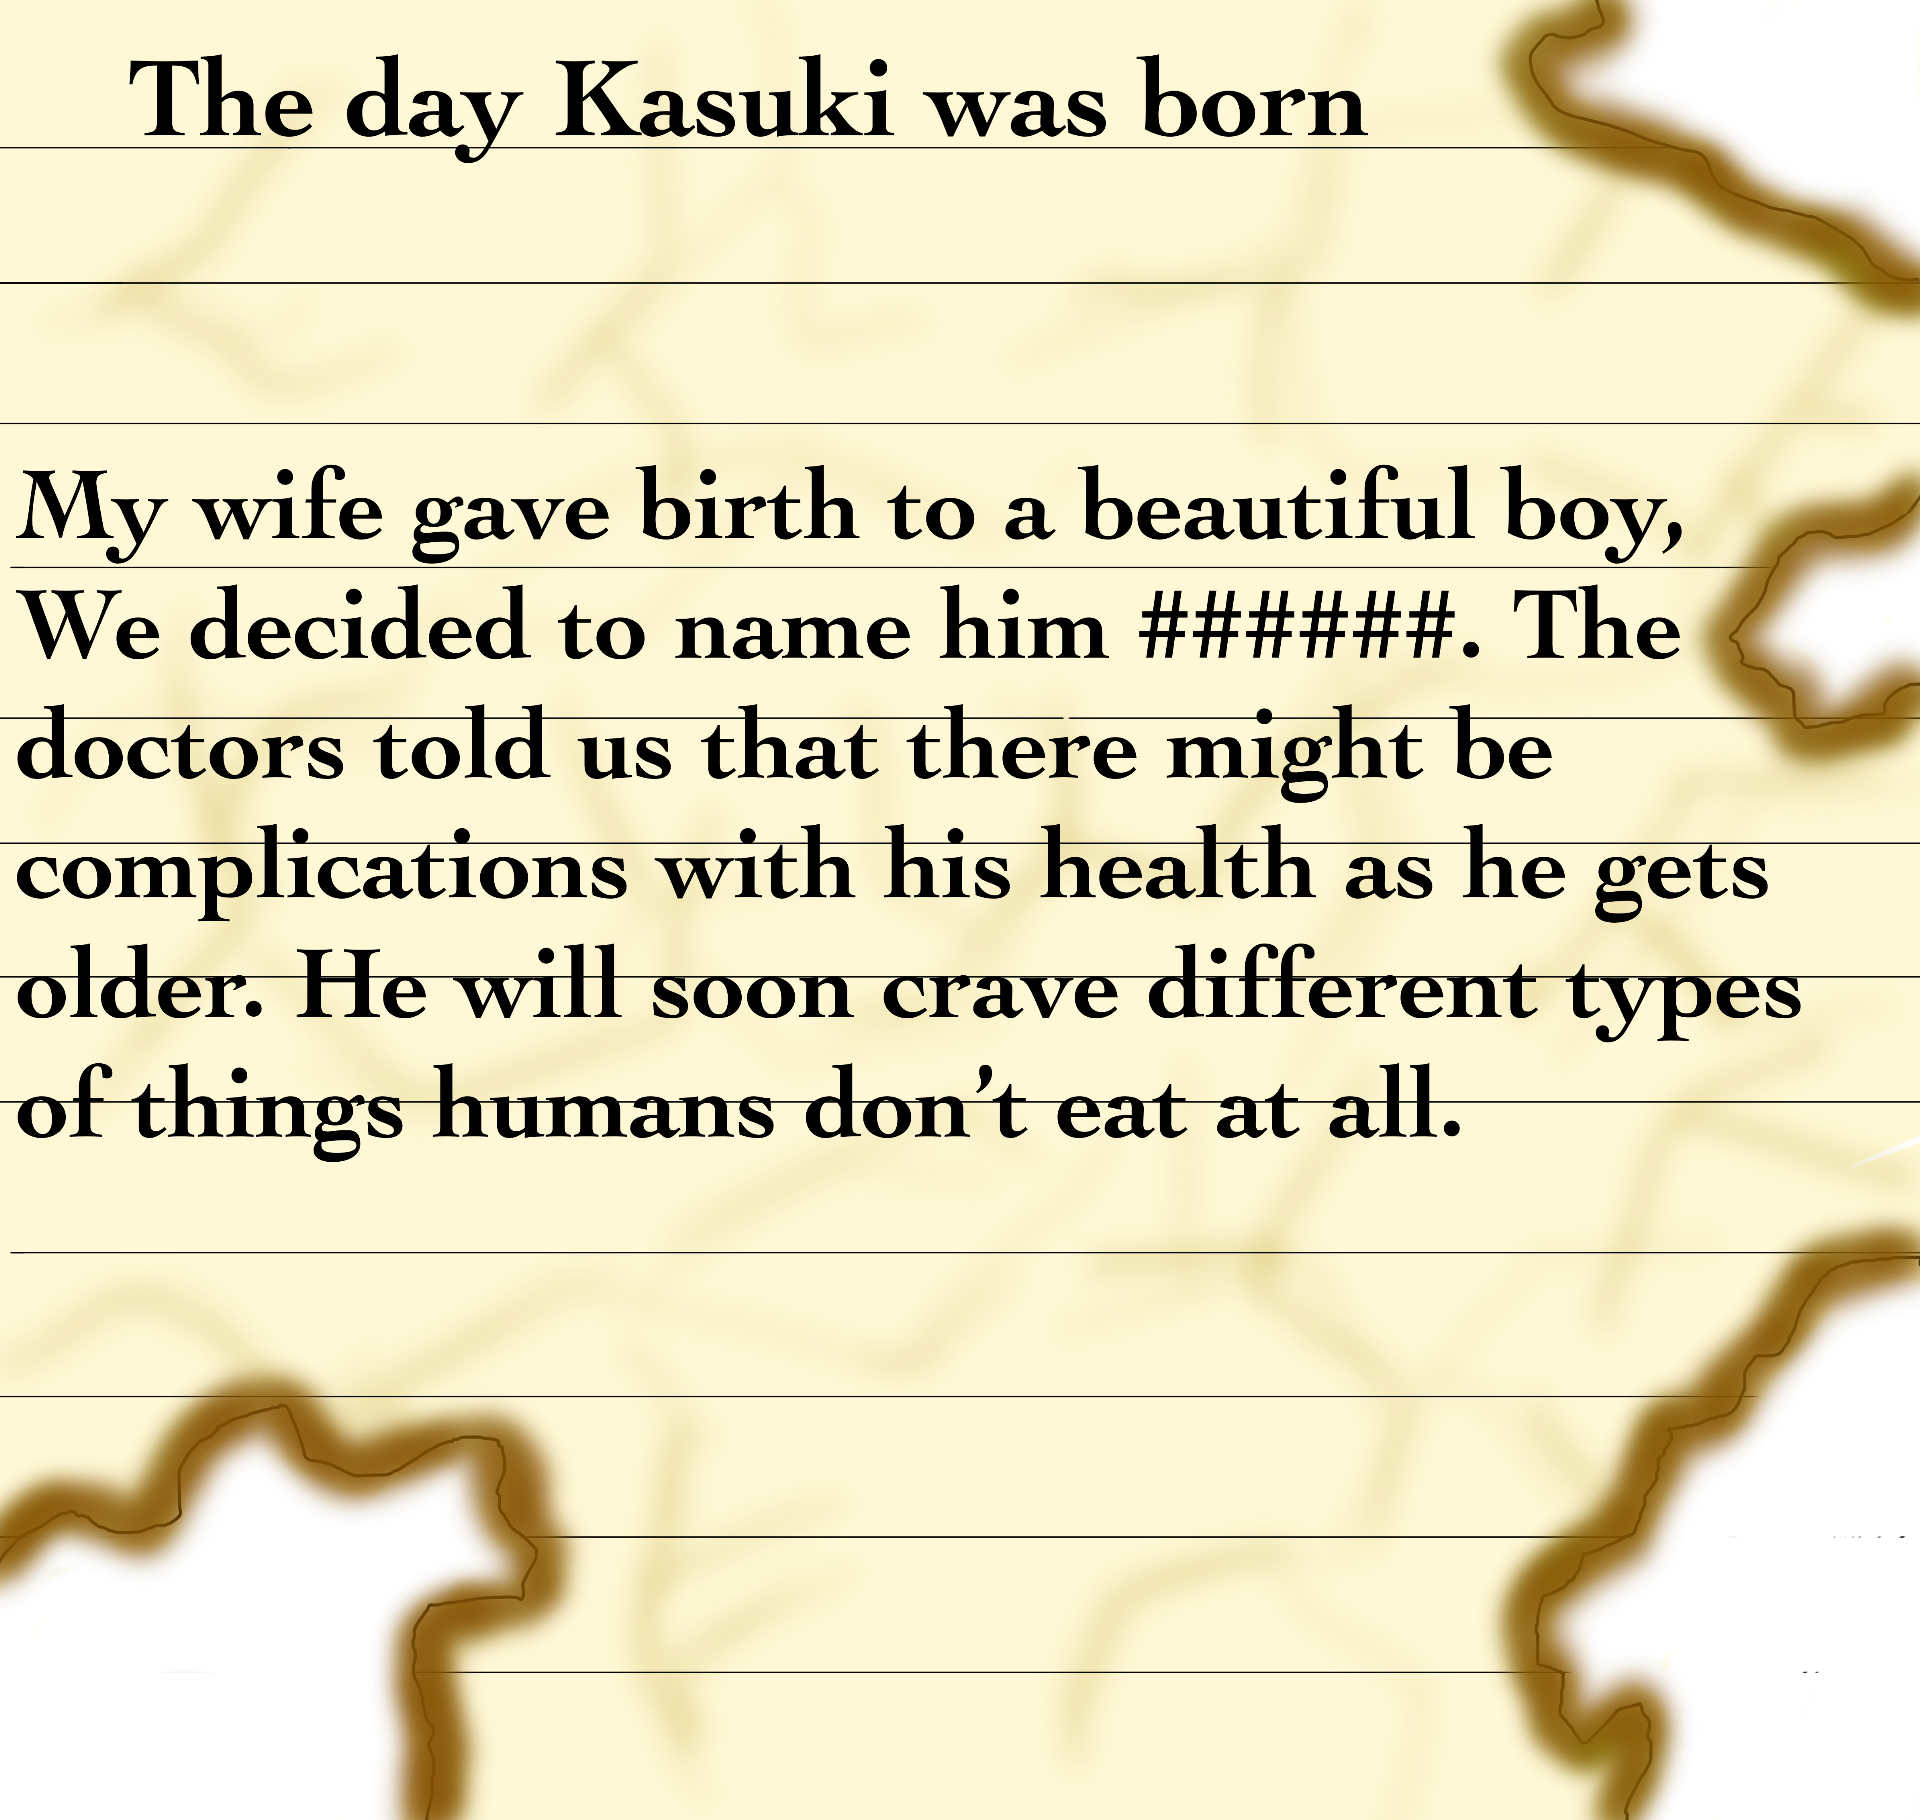 The day Kasuki was born
My wife gave birth to a beautiful boy,
We decided to name him ######. The
doctors told us that there might be
complications with his health as he gets
older. He will soon crave different types
of things humans don’t eat at all.